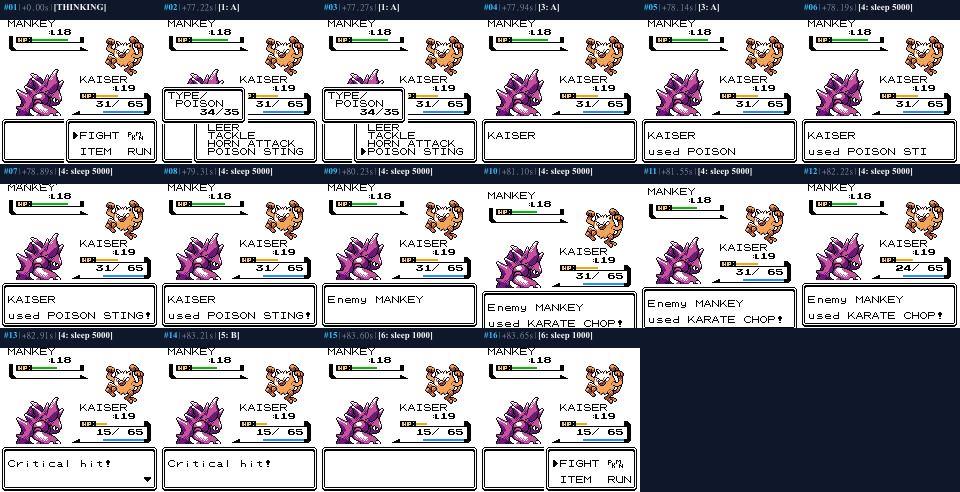 #01|+0.00s| [THINKING]
MANKEY
:L18
HP:
KAISER
:L19
HP:
31/ 65
▶FIGHT PKMN
ITEM RUN
#02|+77.22s| [1: A]
MANKEY
:L18
HP:
KAISER
:L19
TYPE/
POISON
34/35
31/ 65
LEER
TACKLE
HORN ATTACK
POISON STING
#03|+77.27s| [1: A]
MANKEY
:L18
HP:
KAISER
:L19
TYPE/
POISON
34/35
31/ 65
LEER
TACKLE
HORN ATTACK
▶POISON STING
#04|+77.94s| [3: A]
MANKEY
:L18
HP:
KAISER
:L19
HP:
31/ 65
KAISER
#05|+78.14s| [3: A]
MANKEY
:L18
HP:
KAISER
:L19
HP:
31/ 65
KAISER
used POISON
#06|+78.19s| [4: sleep 5000]
MANKEY
:L18
HP:
KAISER
:L19
HP:
31/ 65
KAISER
used POISON STI
#07|+78.89s| [4: sleep 5000]
MANKEY
:L18
HP:
KAISER
:L19
HP:
31/ 65
KAISER
used POISON STING!
#08|+79.31s| [4: sleep 5000]
MANKEY
:L18
HP:
KAISER
:L19
HP:
31/ 65
KAISER
used POISON STING!
#09|+80.23s| [4: sleep 5000]
MANKEY
:L18
HP:
KAISER
:L19
HP:
31/ 65
Enemy MANKEY
#10|+81.10s| [4: sleep 5000]
MANKEY
:L18
HP:
KAISER
:L19
HP:
31/ 65
Enemy MANKEY
used KARATE CHOP!
#11|+81.55s| [4: sleep 5000]
MANKEY
:L18
HP:
KAISER
:L19
HP:
31/ 65
Enemy MANKEY
used KARATE CHOP!
#12|+82.22s| [4: sleep 5000]
MANKEY
:L18
HP:
KAISER
:L19
HP:
24/ 65
Enemy MANKEY
used KARATE CHOP!
#13|+82.91s| [4: sleep 5000]
MANKEY
:L18
HP:
KAISER
:L19
HP:
15/ 65
Critical hit!
#14|+83.21s| [5: B]
MANKEY
:L18
HP:
KAISER
:L19
HP:
15/ 65
Critical hit!
#15|+83.60s| [6: sleep 1000]
MANKEY
:L18
HP:
KAISER
:L19
HP:
15/ 65
#16|+83.65s| [6: sleep 1000]
MANKEY
:L18
HP:
KAISER
:L19
HP:
15/ 65
▶FIGHT PKMN
ITEM RUN